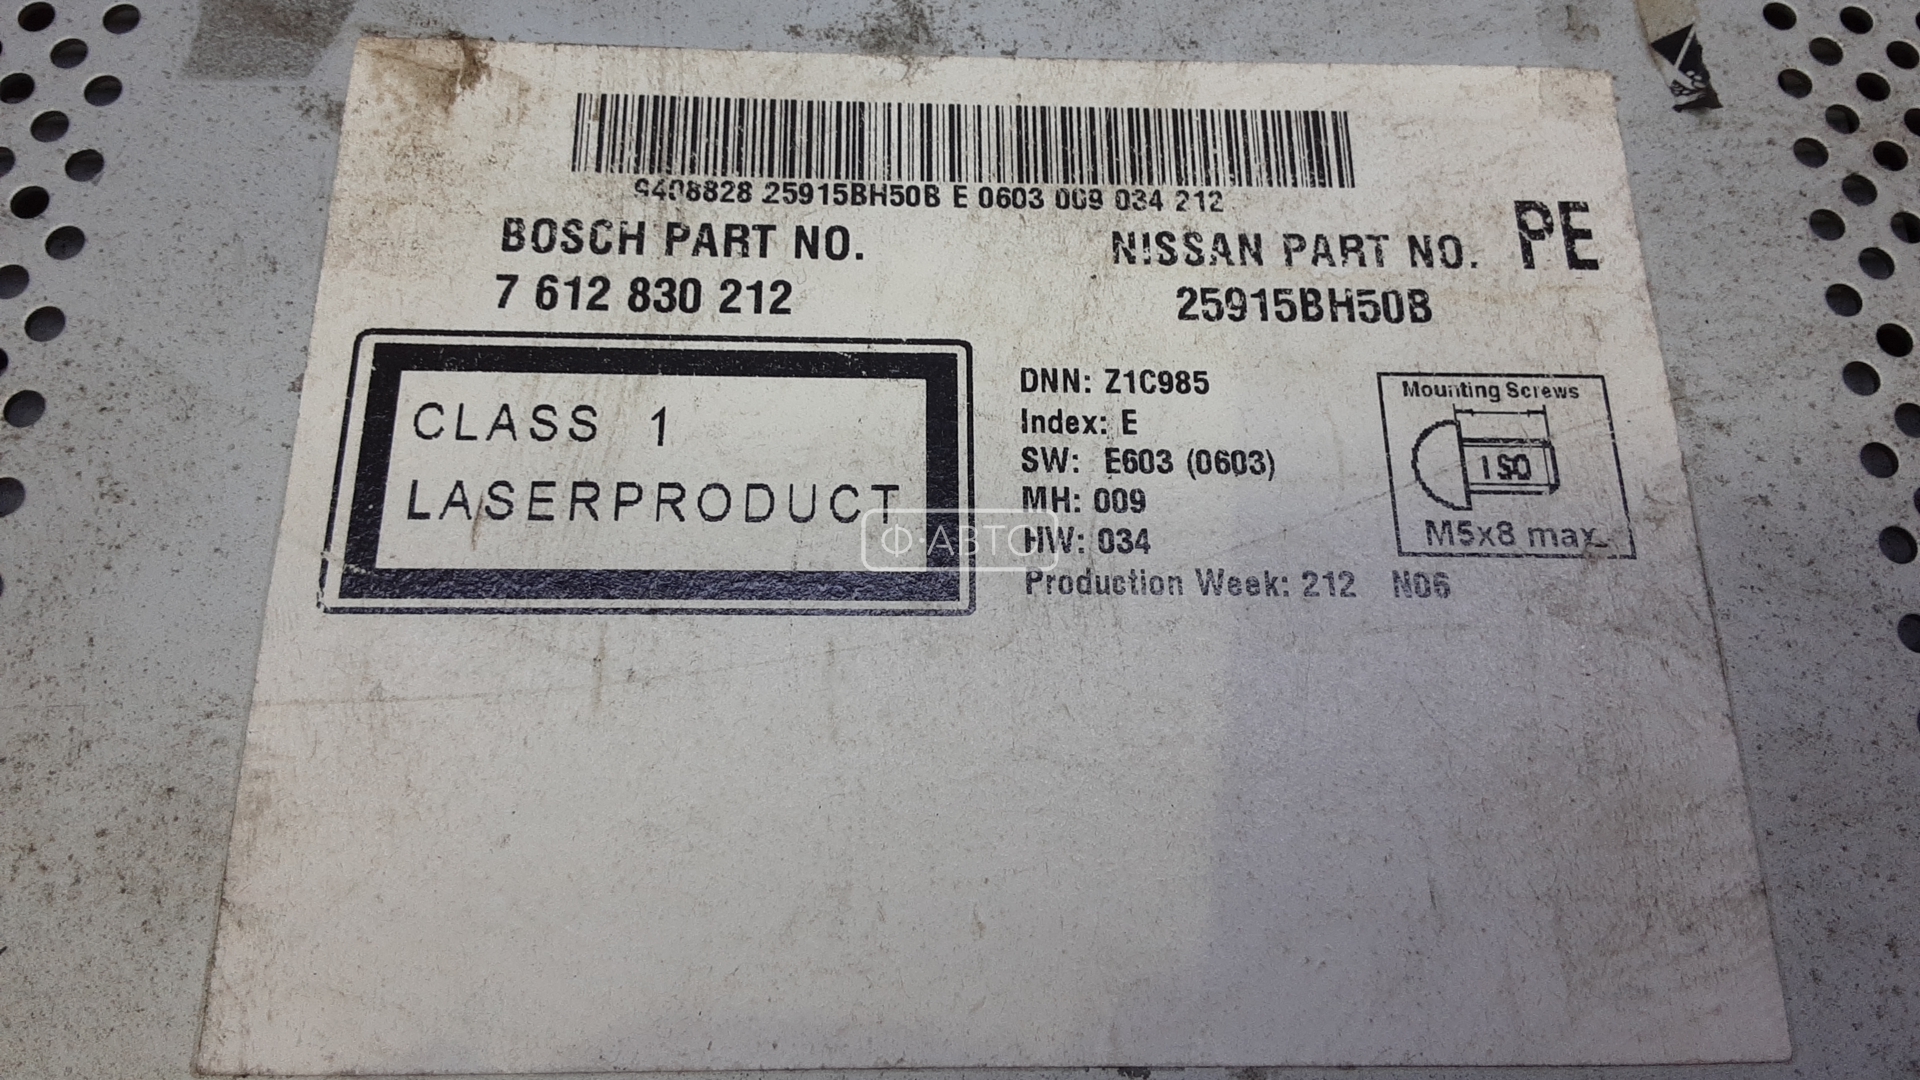 9408828 25915BH50B E 0603 009 034 212
BOSCH PART NO.
7 612 830 212
NISSAN PART NO.
25915BH50B
PE
CLASS 1
LASERPRODUCT
DNN: Z1C985
Index: E
SW: E603 (0603)
MH: 009
HW: 034
Production Week: 212 N06
Mounting Screws
ISO
M5x8 max.
Ф·АВТО